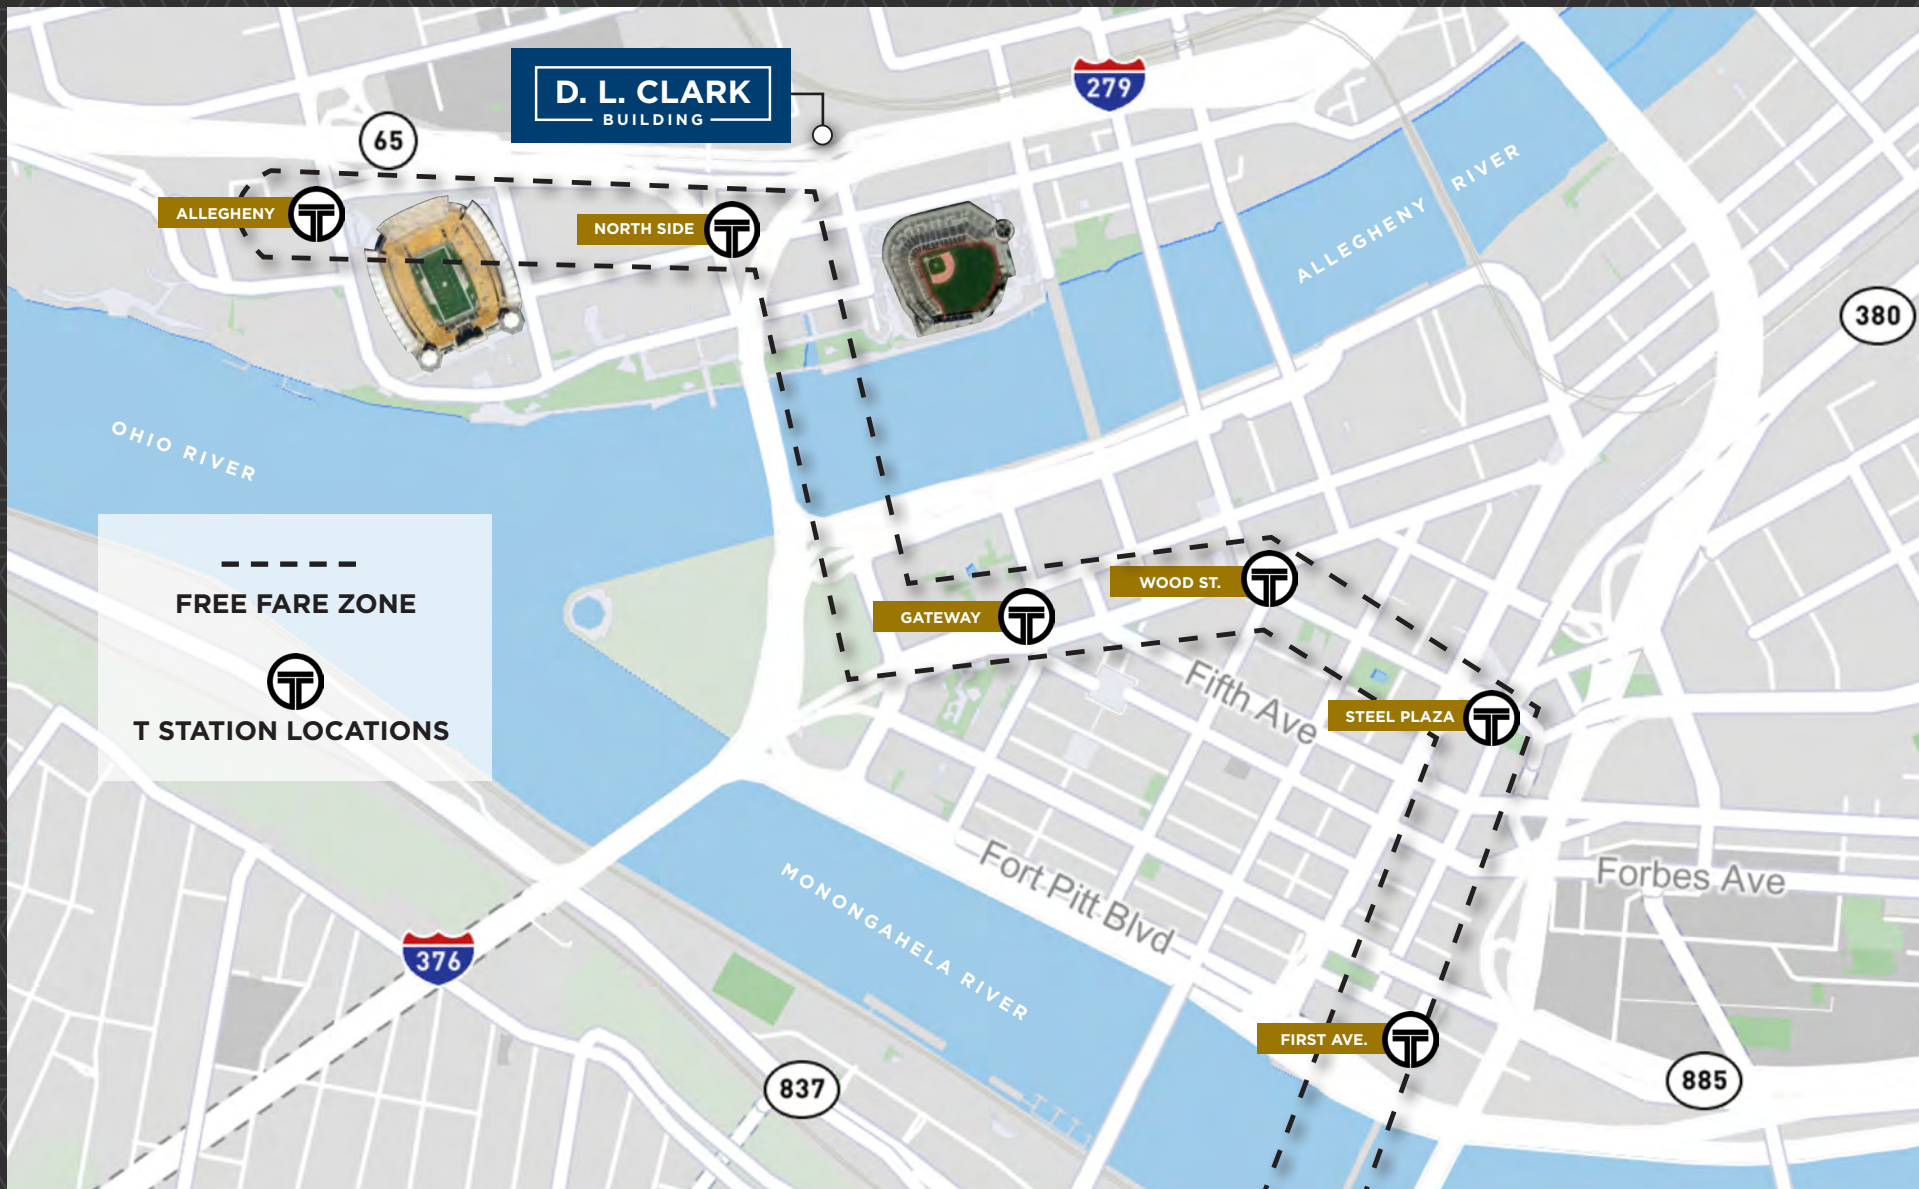 D. L. CLARK
BUILDING
279
65
ALLEGHENY
NORTH SIDE
ALLEGHENY RIVER
380
OHIO RIVER
FREE FARE ZONE
T STATION LOCATIONS
WOOD ST.
GATEWAY
Fifth Ave
STEEL PLAZA
Fort Pitt Blvd
Forbes Ave
MONONGAHELA RIVER
376
FIRST AVE.
837
885